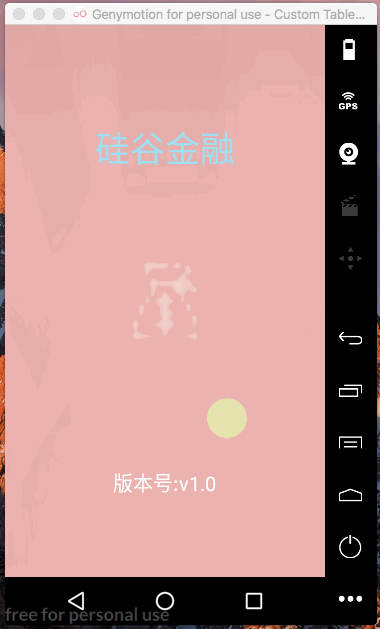 Genymotion for personal use - Custom Table...
GPS
硅谷金融
版本号:v1.0
free for personal use